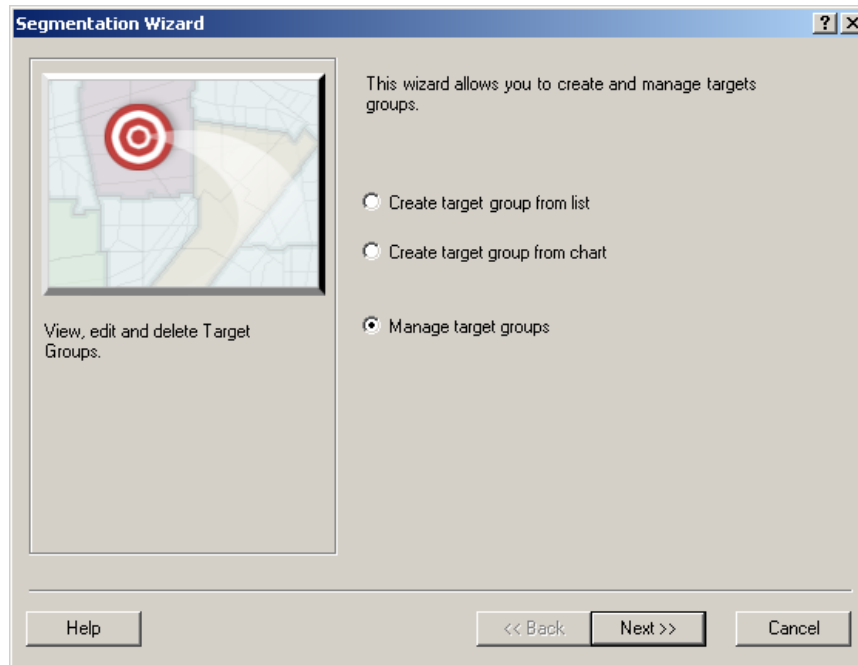 Segmentation Wizard
This wizard allows you to create and manage targets
groups.
Create target group from list
Create target group from chart
Manage target groups
View, edit and delete Target
Groups.
Help
<< Back
Next >>
Cancel